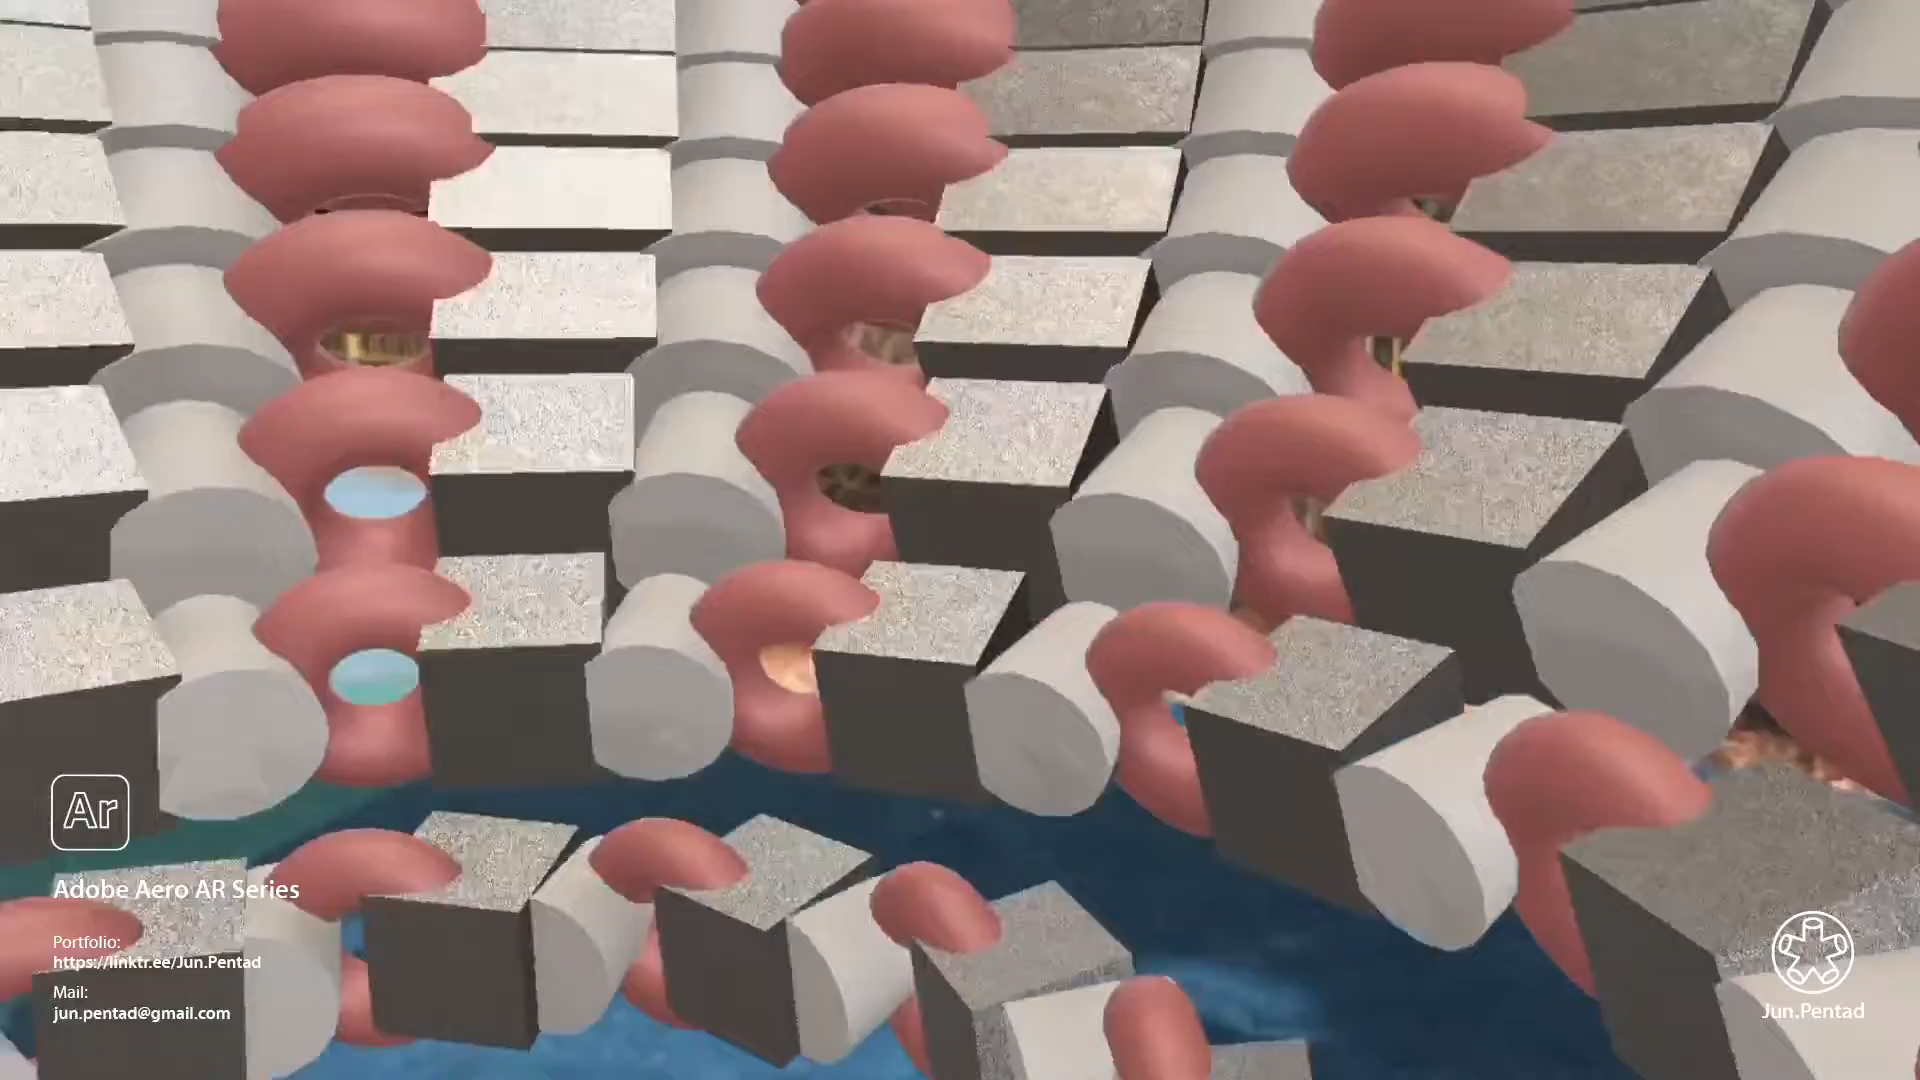 Ar
Adobe Aero AR Series
Portfolio:
https://linktr.ee/Jun.Pentad
Mail:
jun.pentad@gmail.com
Jun.Pentad